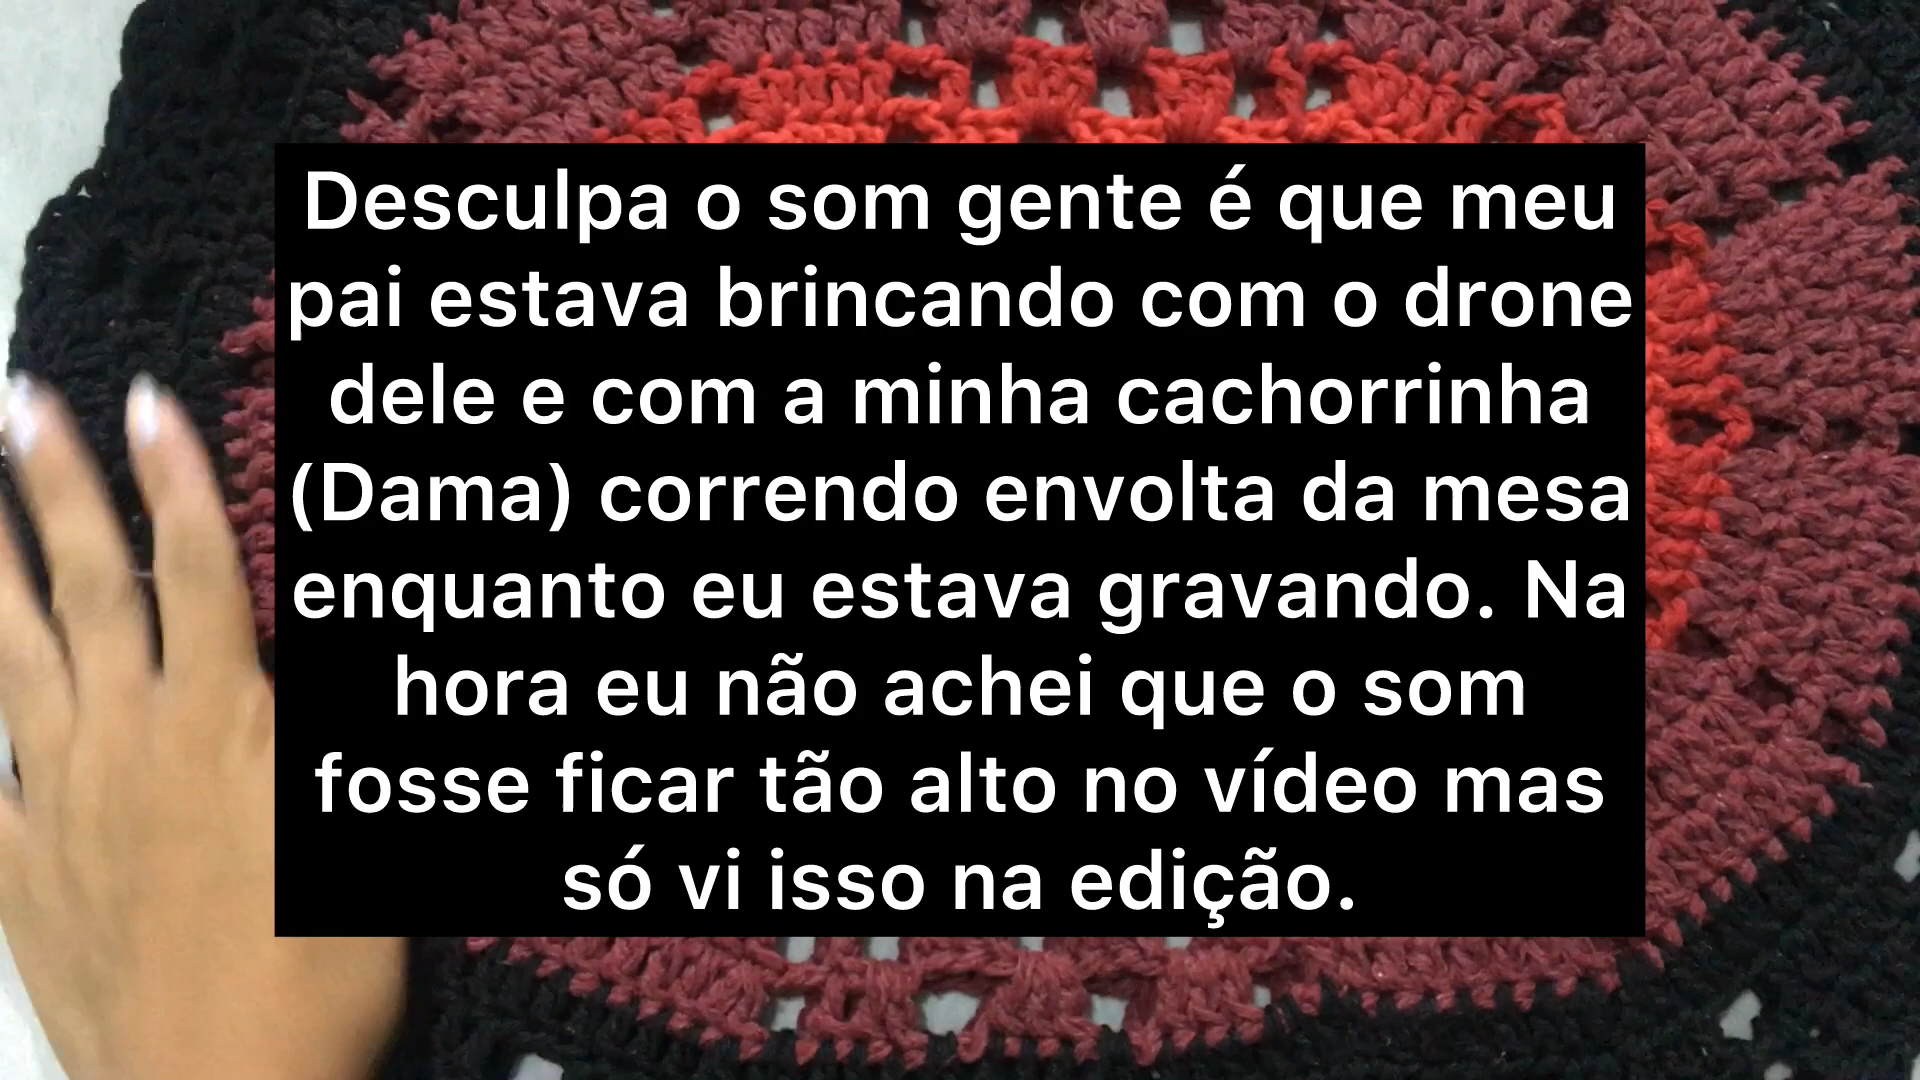 Desculpa o som gente é que meu
pai estava brincando com o drone
dele e com a minha cachorrinha
(Dama) correndo envolta da mesa
enquanto eu estava gravando. Na
hora eu não achei que o som
fosse ficar tão alto no vídeo mas
só vi isso na edição.